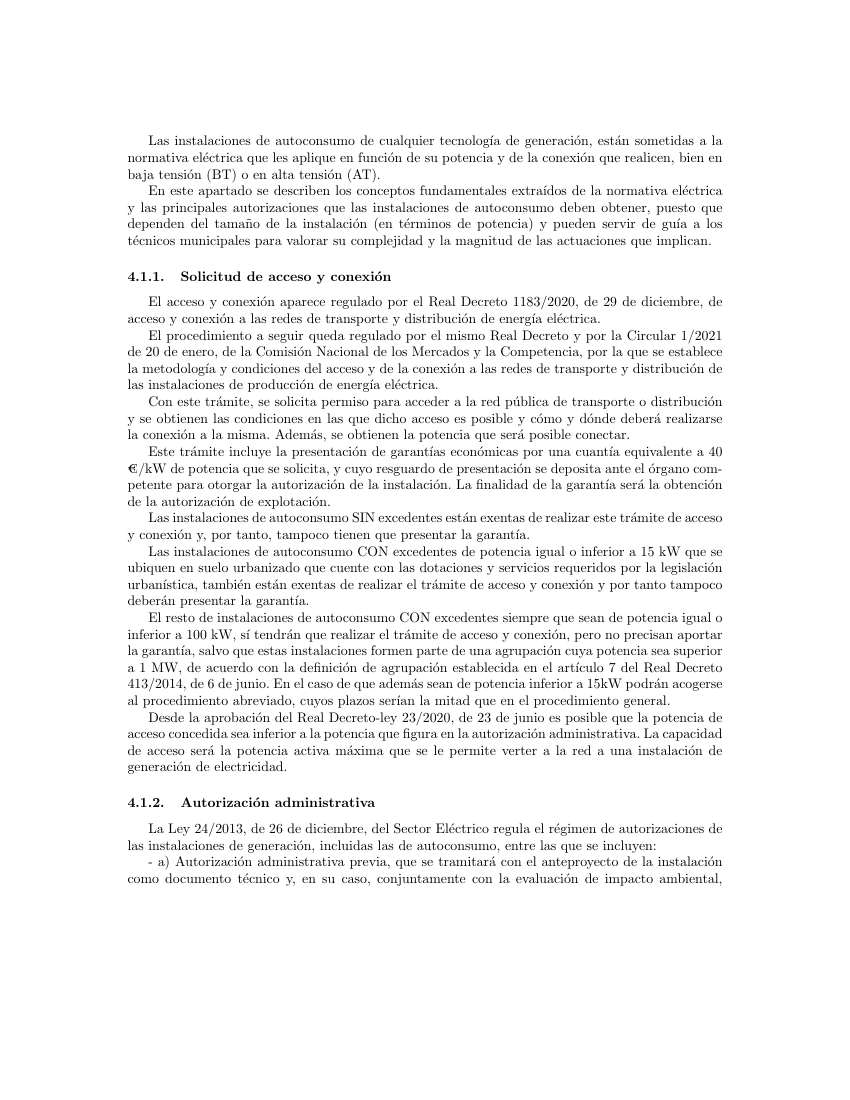 Las instalaciones de autoconsumo de cualquier tecnología de generación, están sometidas a la
normativa eléctrica que les aplique en función de su potencia y de la conexión que realicen, bien en
baja tensión (BT) o en alta tensión (AT).
En este apartado se describen los conceptos fundamentales extraídos de la normativa eléctrica
y las principales autorizaciones que las instalaciones de autoconsumo deben obtener, puesto que
dependen del tamaño de la instalación (en términos de potencia) y pueden servir de guía a los
técnicos municipales para valorar su complejidad y la magnitud de las actuaciones que implican.
4.1.1. Solicitud de acceso y conexión
El acceso y conexión aparece regulado por el Real Decreto 1183/2020, de 29 de diciembre, de
acceso y conexión a las redes de transporte y distribución de energía eléctrica.
El procedimiento a seguir queda regulado por el mismo Real Decreto y por la Circular 1/2021
de 20 de enero, de la Comisión Nacional de los Mercados y la Competencia, por la que se establece
la metodología y condiciones del acceso y de la conexión a las redes de transporte y distribución de
las instalaciones de producción de energía eléctrica.
Con este trámite, se solicita permiso para acceder a la red pública de transporte o distribución
y se obtienen las condiciones en las que dicho acceso es posible y cómo y dónde deberá realizarse
la conexión a la misma. Además, se obtienen la potencia que será posible conectar.
Este trámite incluye la presentación de garantías económicas por una cuantía equivalente a 40
€/kW de potencia que se solicita, y cuyo resguardo de presentación se deposita ante el órgano com-
petente para otorgar la autorización de la instalación. La finalidad de la garantía será la obtención
de la autorización de explotación.
Las instalaciones de autoconsumo SIN excedentes están exentas de realizar este trámite de acceso
y conexión y, por tanto, tampoco tienen que presentar la garantía.
Las instalaciones de autoconsumo CON excedentes de potencia igual o inferior a 15 kW que se
ubiquen en suelo urbanizado que cuente con las dotaciones y servicios requeridos por la legislación
urbanística, también están exentas de realizar el trámite de acceso y conexión y por tanto tampoco
deberán presentar la garantía.
El resto de instalaciones de autoconsumo CON excedentes siempre que sean de potencia igual o
inferior a 100 kW, sí tendrán que realizar el trámite de acceso y conexión, pero no precisan aportar
la garantía, salvo que estas instalaciones formen parte de una agrupación cuya potencia sea superior
a 1 MW, de acuerdo con la definición de agrupación establecida en el artículo 7 del Real Decreto
413/2014, de 6 de junio. En el caso de que además sean de potencia inferior a 15kW podrán acogerse
al procedimiento abreviado, cuyos plazos serían la mitad que en el procedimiento general.
Desde la aprobación del Real Decreto-ley 23/2020, de 23 de junio es posible que la potencia de
acceso concedida sea inferior a la potencia que figura en la autorización administrativa. La capacidad
de acceso será la potencia activa máxima que se le permite verter a la red a una instalación de
generación de electricidad.
4.1.2. Autorización administrativa
La Ley 24/2013, de 26 de diciembre, del Sector Eléctrico regula el régimen de autorizaciones de
las instalaciones de generación, incluidas las de autoconsumo, entre las que se incluyen:
- a) Autorización administrativa previa, que se tramitará con el anteproyecto de la instalación
como documento técnico y, en su caso, conjuntamente con la evaluación de impacto ambiental,